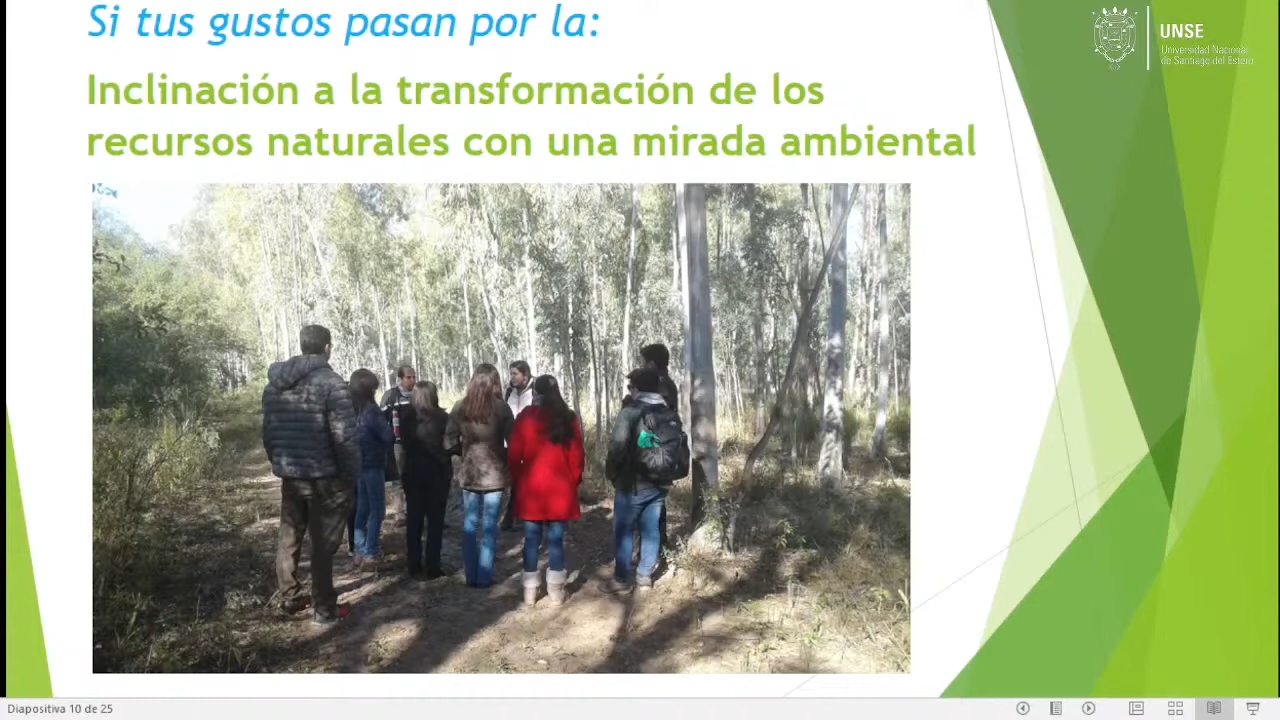 Si tus gustos pasan por la:
UNSE
Universidad Nacional
de Santiago del Estero
Inclinación a la transformación de los
recursos naturales con una mirada ambiental
Diapositiva 10 de 25